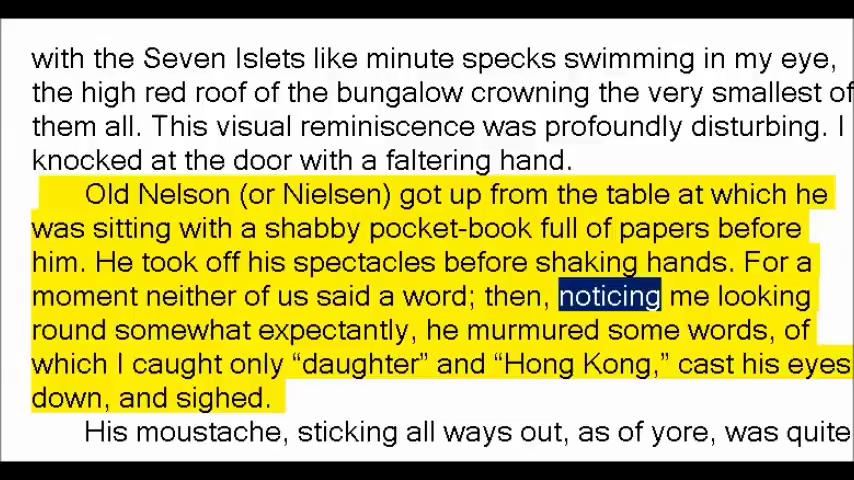 with the Seven Islets like minute specks swimming in my eye,
the high red roof of the bungalow crowning the very smallest of
them all. This visual reminiscence was profoundly disturbing. I
knocked at the door with a faltering hand.
Old Nelson (or Nielsen) got up from the table at which he
was sitting with a shabby pocket-book full of papers before
him. He took off his spectacles before shaking hands. For a
moment neither of us said a word; then, noticing me looking
round somewhat expectantly, he murmured some words, of
which I caught only “daughter” and “Hong Kong,” cast his eyes
down, and sighed.
His moustache, sticking all ways out, as of yore, was quite